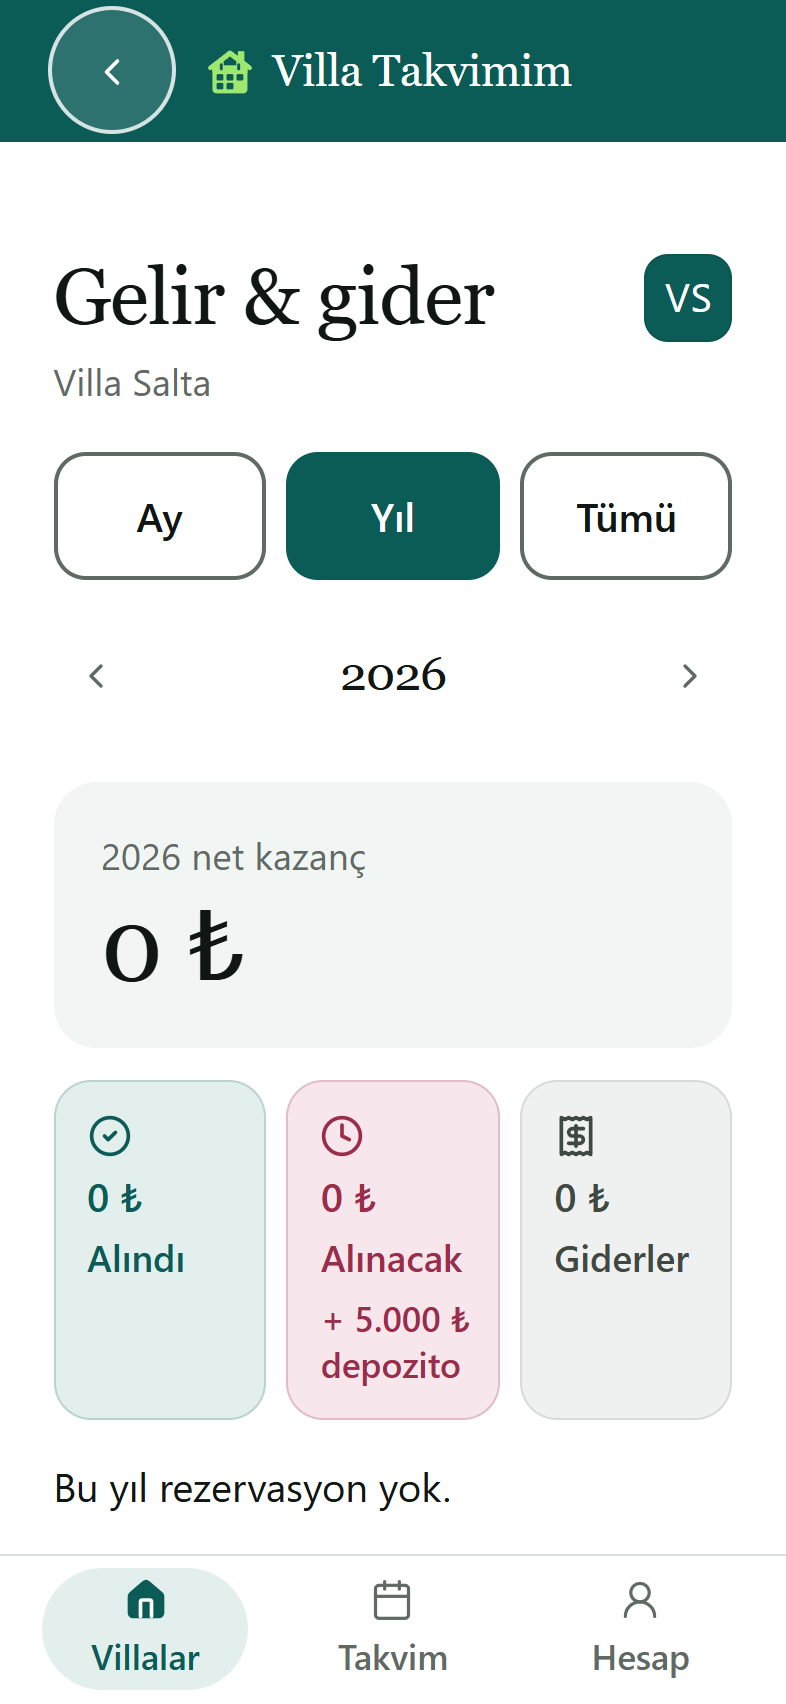 Villa Takvimim
Gelir & gider
VS
Villa Salta
Ay
Yıl
Tümü
2026
2026 net kazanç
0 ₺
0 ₺
Alındı
0 ₺
Alınacak
+ 5.000 ₺
depozito
0 ₺
Giderler
Bu yıl rezervasyon yok.
Villalar
Takvim
Hesap